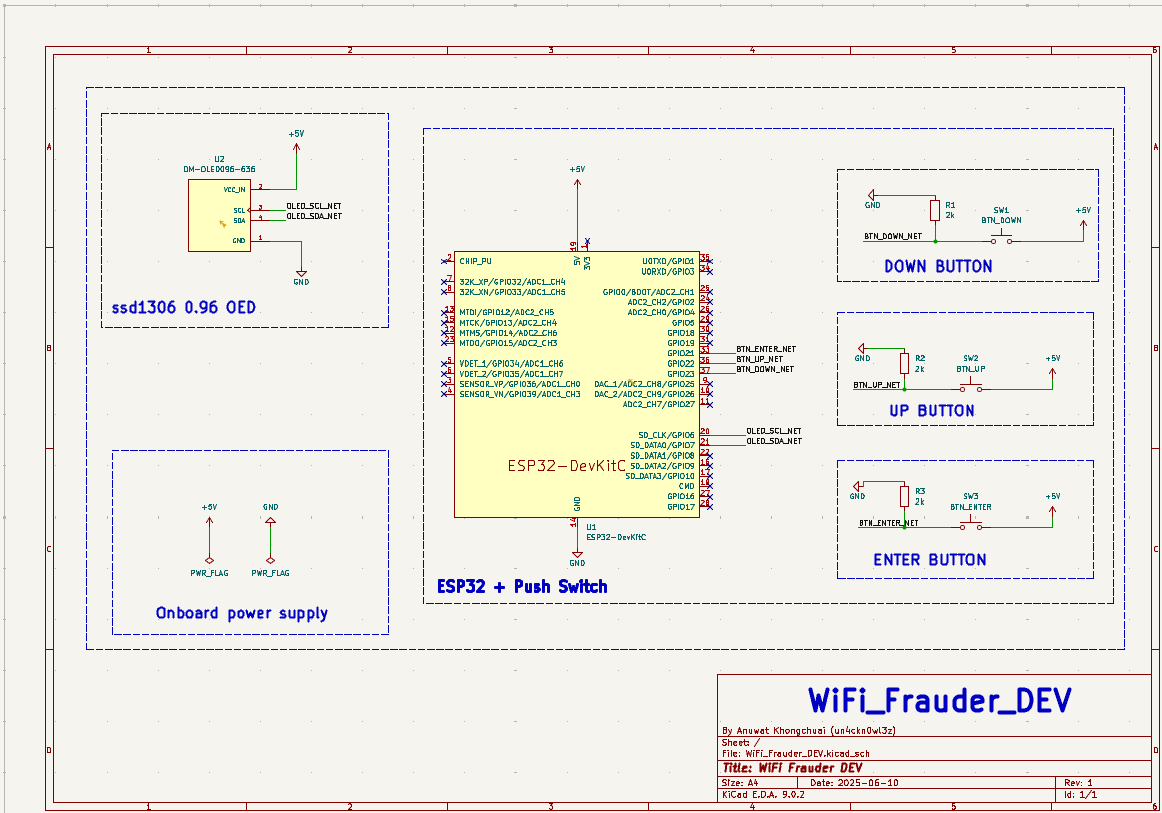 1 2 3 4 5 6
A
B
C
D
+5V
U2
DM-OLED096-636
VCC_IN 2
SCL 3 OLED_SCL_NET
SDA 4 OLED_SDA_NET
GND 1
GND
ssd1306 0.96 OED
+5V GND
PWR_FLAG PWR_FLAG
Onboard power supply
+5V
19 1
5V 3V3
2 CHIP_PU
7 32K_XP/GPIO32/ADC1_CH4
8 32K_XN/GPIO33/ADC1_CH5
13 MTDI/GPIO12/ADC2_CH5
15 MTCK/GPIO13/ADC2_CH4
12 MTMS/GPIO14/ADC2_CH6
23 MTDO/GPIO15/ADC2_CH3
5 VDET_1/GPIO34/ADC1_CH6
6 VDET_2/GPIO35/ADC1_CH7
3 SENSOR_VP/GPIO36/ADC1_CH0
4 SENSOR_VN/GPIO39/ADC1_CH3
U0TXD/GPIO1 35
U0RXD/GPIO3 34
GPIO0/BOOT/ADC2_CH1 25
ADC2_CH2/GPIO2 24
ADC2_CH0/GPIO4 26
GPIO5 29
GPIO18 30
GPIO19 31
GPIO21 33 BTN_ENTER_NET
GPIO22 36 BTN_UP_NET
GPIO23 37 BTN_DOWN_NET
DAC_1/ADC2_CH8/GPIO25 9
DAC_2/ADC2_CH9/GPIO26 10
ADC2_CH7/GPIO27 11
SD_CLK/GPIO6 20 OLED_SCL_NET
SD_DATA0/GPIO7 21 OLED_SDA_NET
SD_DATA1/GPIO8 22
SD_DATA2/GPIO9 16
SD_DATA3/GPIO10 17
CMD 18
GPIO16 27
GPIO17 28
ESP32-DevKitC
GND
14
U1
ESP32-DevKitC
GND
ESP32 + Push Switch
GND
R1
2k
SW1
BTN_DOWN
+5V
BTN_DOWN_NET
DOWN BUTTON
GND
R2
2k
SW2
BTN_UP
+5V
BTN_UP_NET
UP BUTTON
GND
R3
2k
SW3
BTN_ENTER
+5V
BTN_ENTER_NET
ENTER BUTTON
WiFi_Frauder_DEV
By Anuwat Khongchuai (un4ckn0wl3z)
Sheet: /
File: WiFi_Frauder_DEV.kicad_sch
Title: WiFi Frauder DEV
Size: A4 Date: 2025-06-10 Rev: 1
KiCad E.D.A. 9.0.2 Id: 1/1
A
B
C
D
1 2 3 4 5 6